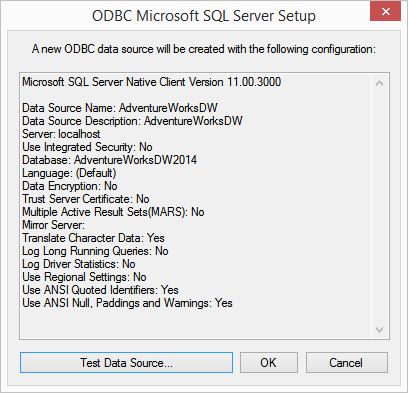 ODBC Microsoft SQL Server Setup
A new ODBC data source will be created with the following configuration:
Microsoft SQL Server Native Client Version 11.00.3000
Data Source Name: AdventureWorksDW
Data Source Description: AdventureWorksDW
Server: localhost
Use Integrated Security: No
Database: AdventureWorksDW2014
Language: (Default)
Data Encryption: No
Trust Server Certificate: No
Multiple Active Result Sets(MARS): No
Mirror Server:
Translate Character Data: Yes
Log Long Running Queries: No
Log Driver Statistics: No
Use Regional Settings: No
Use ANSI Quoted Identifiers: Yes
Use ANSI Null, Paddings and Warnings: Yes
Test Data Source...
OK
Cancel